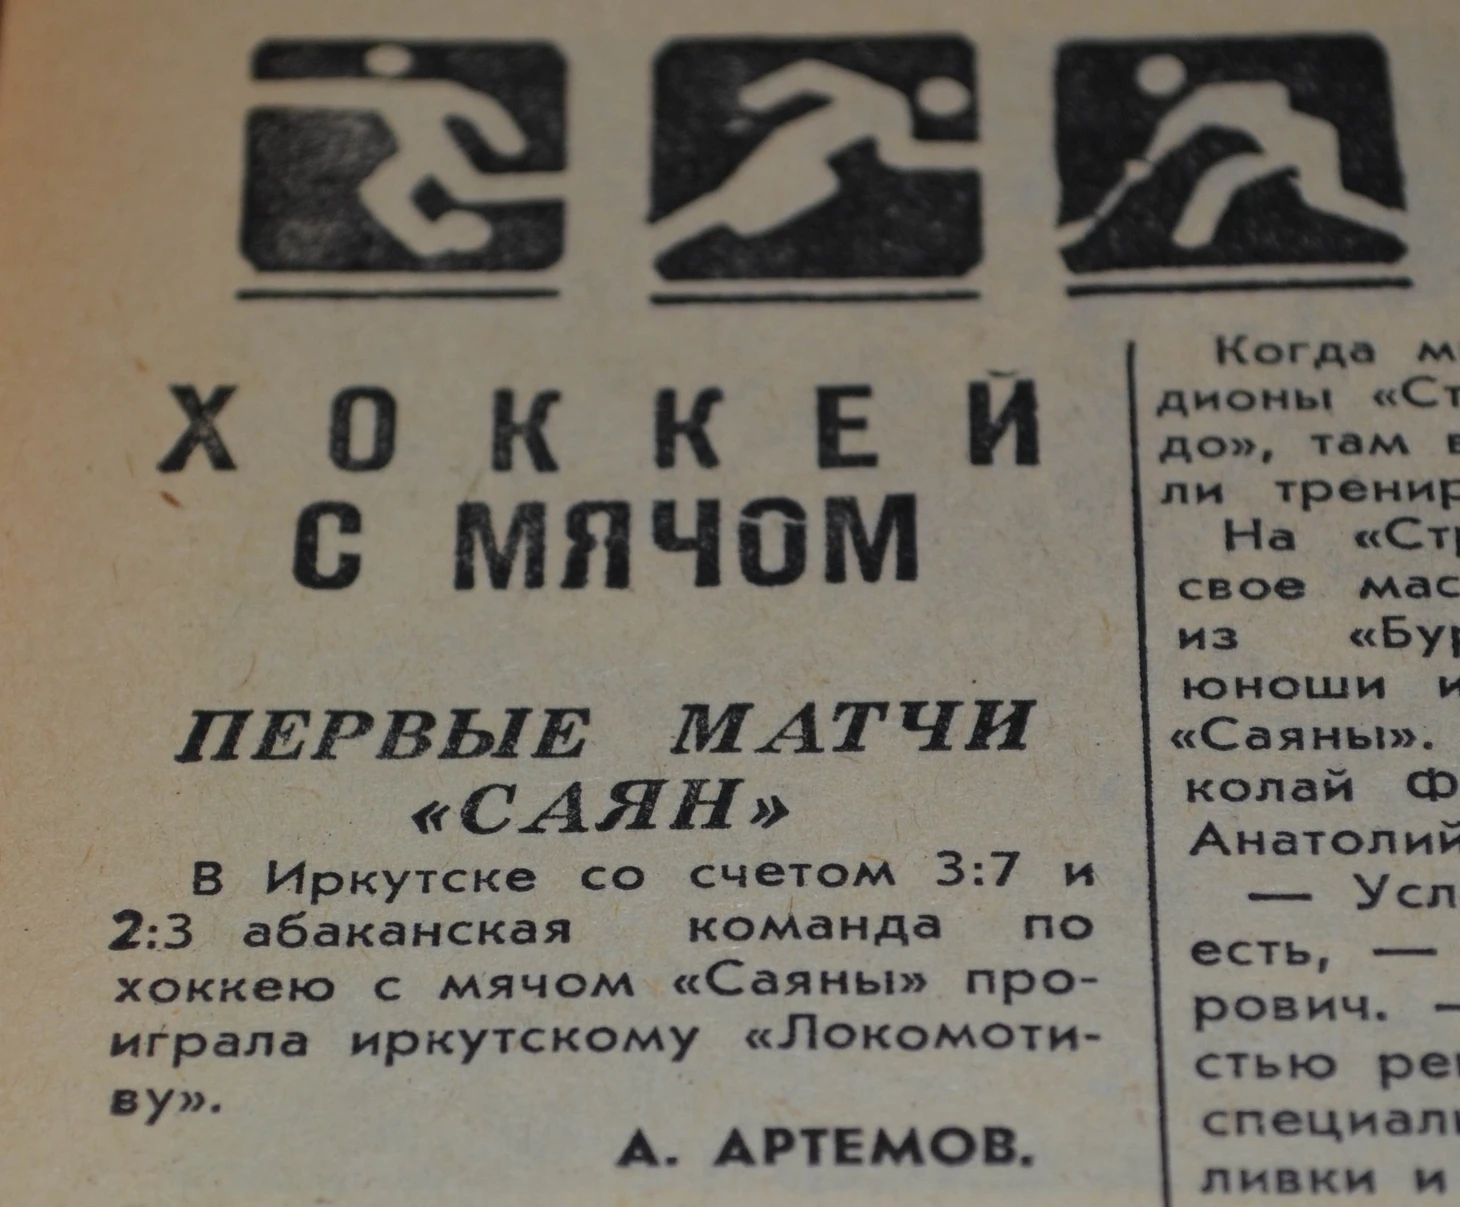 ХОККЕЙ
С МЯЧОМ
ПЕРВЫЕ МАТЧИ
«САЯН»
В Иркутске со счетом 3:7 и
2:3 абаканская команда по
хоккею с мячом «Саяны» про-
играла иркутскому «Локомоти-
ву».
А. АРТЕМОВ.
Когда
дионы
до», там
ли
На
свое
из
юноши
«Саяны».
колай
Анатолий
—
есть, —
рович. —
стью
ливки и